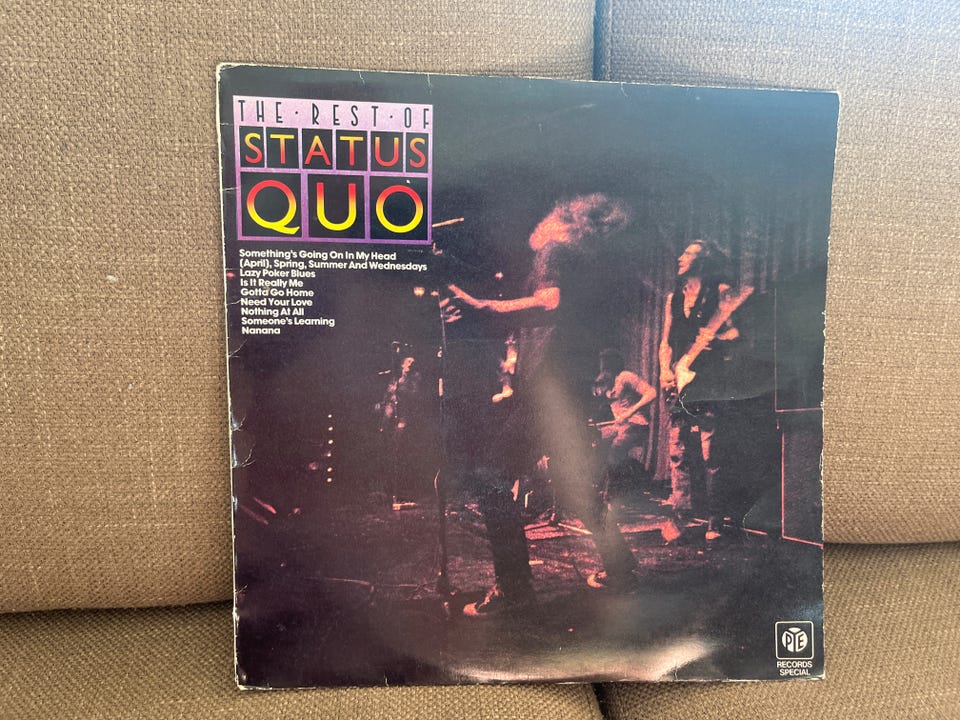 THE·REST·OF
STATUS
QUO
Something's Going On In My Head
(April), Spring, Summer And Wednesdays
Lazy Poker Blues
Is It Really Me
Gotta Go Home
Need Your Love
Nothing At All
Someone's Learning
Nanana
PYE
RECORDS
SPECIAL